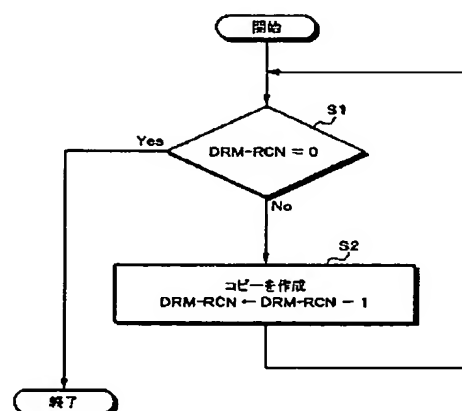 開始
S1
Yes
DRM-RCN = 0
No
S2
コピーを作成
DRM-RCN ← DRM-RCN - 1
終了